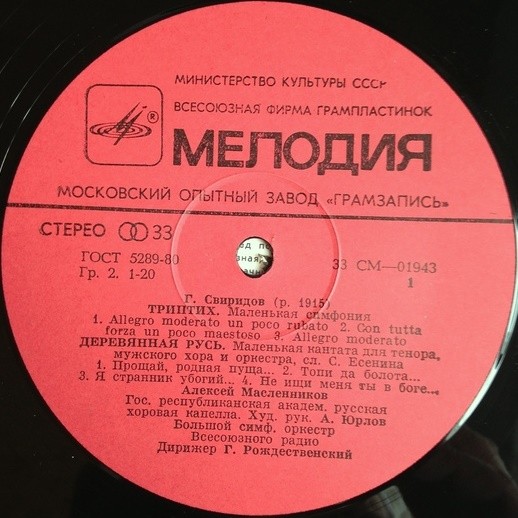 МИНИСТЕРСТВО КУЛЬТУРЫ СССР
ВСЕСОЮЗНАЯ ФИРМА ГРАМПЛАСТИНОК
®
МЕЛОДИЯ
МОСКОВСКИЙ ОПЫТНЫЙ ЗАВОД «ГРАМЗАПИСЬ»
СТЕРЕО 33
ГОСТ 5289-80
Гр. 2. 1-20
33 СМ—01943
1
Г. Свиридов (р. 1915)
ТРИПТИХ. Маленькая симфония
1. Allegro moderato un poco rubato 2. Con tutta
forza un poco maestoso 3. Allegro moderato
ДЕРЕВЯННАЯ РУСЬ. Маленькая кантата для тенора,
мужского хора и оркестра, сл. С. Есенина
1. Прощай, родная пуща... 2. Топи да болота...
3. Я странник убогий... 4. Не ищи меня ты в боге...
Алексей Масленников
Гос. республиканская академ. русская
хоровая капелла. Худ. рук. А. Юрлов
Большой симф. оркестр
Всесоюзного радио
Дирижер Г. Рождественский